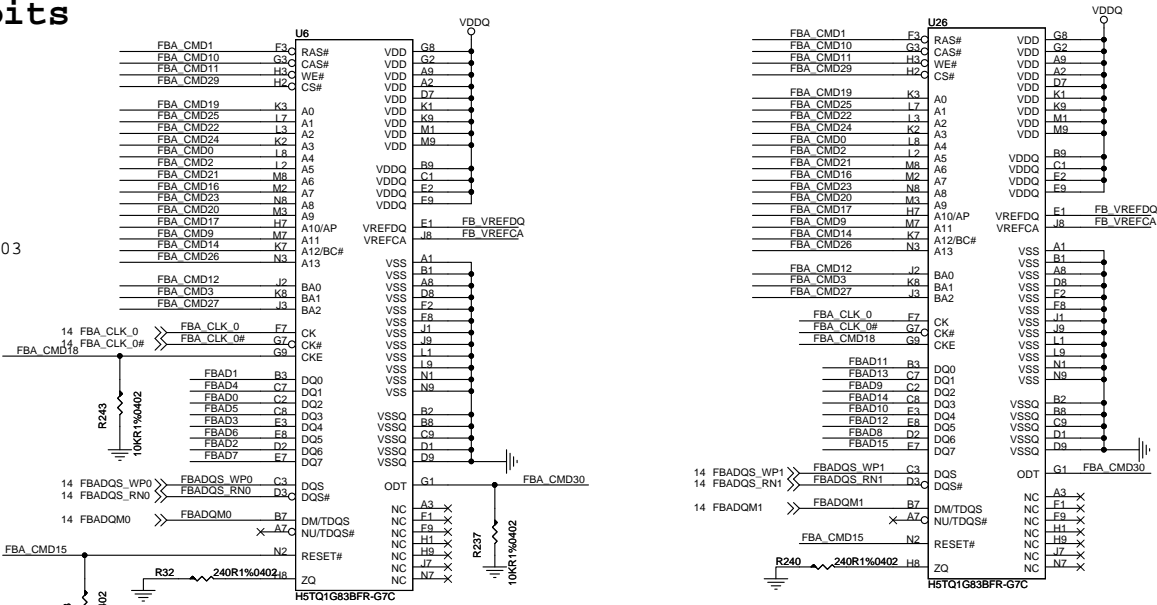 bits
03
U6
VDDQ
FBA_CMD1 F3 RAS#
FBA_CMD10 G3 CAS#
FBA_CMD11 H3 WE#
FBA_CMD29 H2 CS#
FBA_CMD19 K3 A0
FBA_CMD25 L7 A1
FBA_CMD22 L3 A2
FBA_CMD24 K2 A3
FBA_CMD0 L8 A4
FBA_CMD2 L2 A5
FBA_CMD21 M8 A6
FBA_CMD16 M2 A7
FBA_CMD23 N8 A8
FBA_CMD20 M3 A9
FBA_CMD17 H7 A10/AP
FBA_CMD9 M7 A11
FBA_CMD14 K7 A12/BC#
FBA_CMD26 N3 A13
FBA_CMD12 J2 BA0
FBA_CMD3 K8 BA1
FBA_CMD27 J3 BA2
14 FBA_CLK_0 FBA_CLK_0 F7 CK
14 FBA_CLK_0# FBA_CLK_0# G7 CK#
FBA_CMD18 G9 CKE
R243
10KR1%0402
FBAD1 B3 DQ0
FBAD4 C7 DQ1
FBAD0 C2 DQ2
FBAD5 C8 DQ3
FBAD3 E3 DQ4
FBAD6 E8 DQ5
FBAD2 D2 DQ6
FBAD7 E7 DQ7
14 FBADQS_WP0 FBADQS_WP0 C3 DQS
14 FBADQS_RN0 FBADQS_RN0 D3 DQS#
14 FBADQM0 FBADQM0 B7 DM/TDQS
A7 NU/TDQS#
FBA_CMD15 N2 RESET#
R32 240R1%0402 H8 ZQ
02
VDD G8
VDD G2
VDD A9
VDD A2
VDD D7
VDD K1
VDD K9
VDD M1
VDD M9
VDDQ B9
VDDQ C1
VDDQ E2
VDDQ E9
VREFDQ E1 FB_VREFDQ
VREFCA J8 FB_VREFCA
VSS A1
VSS B1
VSS A8
VSS D8
VSS F2
VSS F8
VSS J1
VSS J9
VSS L1
VSS L9
VSS N1
VSS N9
VSSQ B2
VSSQ B8
VSSQ C9
VSSQ D1
VSSQ D9
ODT G1 FBA_CMD30
NC A3
NC F1
NC F9
NC H1
NC H9
NC J7
NC N7
R237
10KR1%0402
H5TQ1G83BFR-G7C
U26
VDDQ
FBA_CMD1 F3 RAS#
FBA_CMD10 G3 CAS#
FBA_CMD11 H3 WE#
FBA_CMD29 H2 CS#
FBA_CMD19 K3 A0
FBA_CMD25 L7 A1
FBA_CMD22 L3 A2
FBA_CMD24 K2 A3
FBA_CMD0 L8 A4
FBA_CMD2 L2 A5
FBA_CMD21 M8 A6
FBA_CMD16 M2 A7
FBA_CMD23 N8 A8
FBA_CMD20 M3 A9
FBA_CMD17 H7 A10/AP
FBA_CMD9 M7 A11
FBA_CMD14 K7 A12/BC#
FBA_CMD26 N3 A13
FBA_CMD12 J2 BA0
FBA_CMD3 K8 BA1
FBA_CMD27 J3 BA2
FBA_CLK_0 F7 CK
FBA_CLK_0# G7 CK#
FBA_CMD18 G9 CKE
FBAD11 B3 DQ0
FBAD13 C7 DQ1
FBAD9 C2 DQ2
FBAD14 C8 DQ3
FBAD10 E3 DQ4
FBAD12 E8 DQ5
FBAD8 D2 DQ6
FBAD15 E7 DQ7
14 FBADQS_WP1 FBADQS_WP1 C3 DQS
14 FBADQS_RN1 FBADQS_RN1 D3 DQS#
14 FBADQM1 FBADQM1 B7 DM/TDQS
A7 NU/TDQS#
FBA_CMD15 N2 RESET#
R240 240R1%0402 H8 ZQ
VDD G8
VDD G2
VDD A9
VDD A2
VDD D7
VDD K1
VDD K9
VDD M1
VDD M9
VDDQ B9
VDDQ C1
VDDQ E2
VDDQ E9
VREFDQ E1 FB_VREFDQ
VREFCA J8 FB_VREFCA
VSS A1
VSS B1
VSS A8
VSS D8
VSS F2
VSS F8
VSS J1
VSS J9
VSS L1
VSS L9
VSS N1
VSS N9
VSSQ B2
VSSQ B8
VSSQ C9
VSSQ D1
VSSQ D9
ODT G1 FBA_CMD30
NC A3
NC F1
NC F9
NC H1
NC H9
NC J7
NC N7
H5TQ1G83BFR-G7C